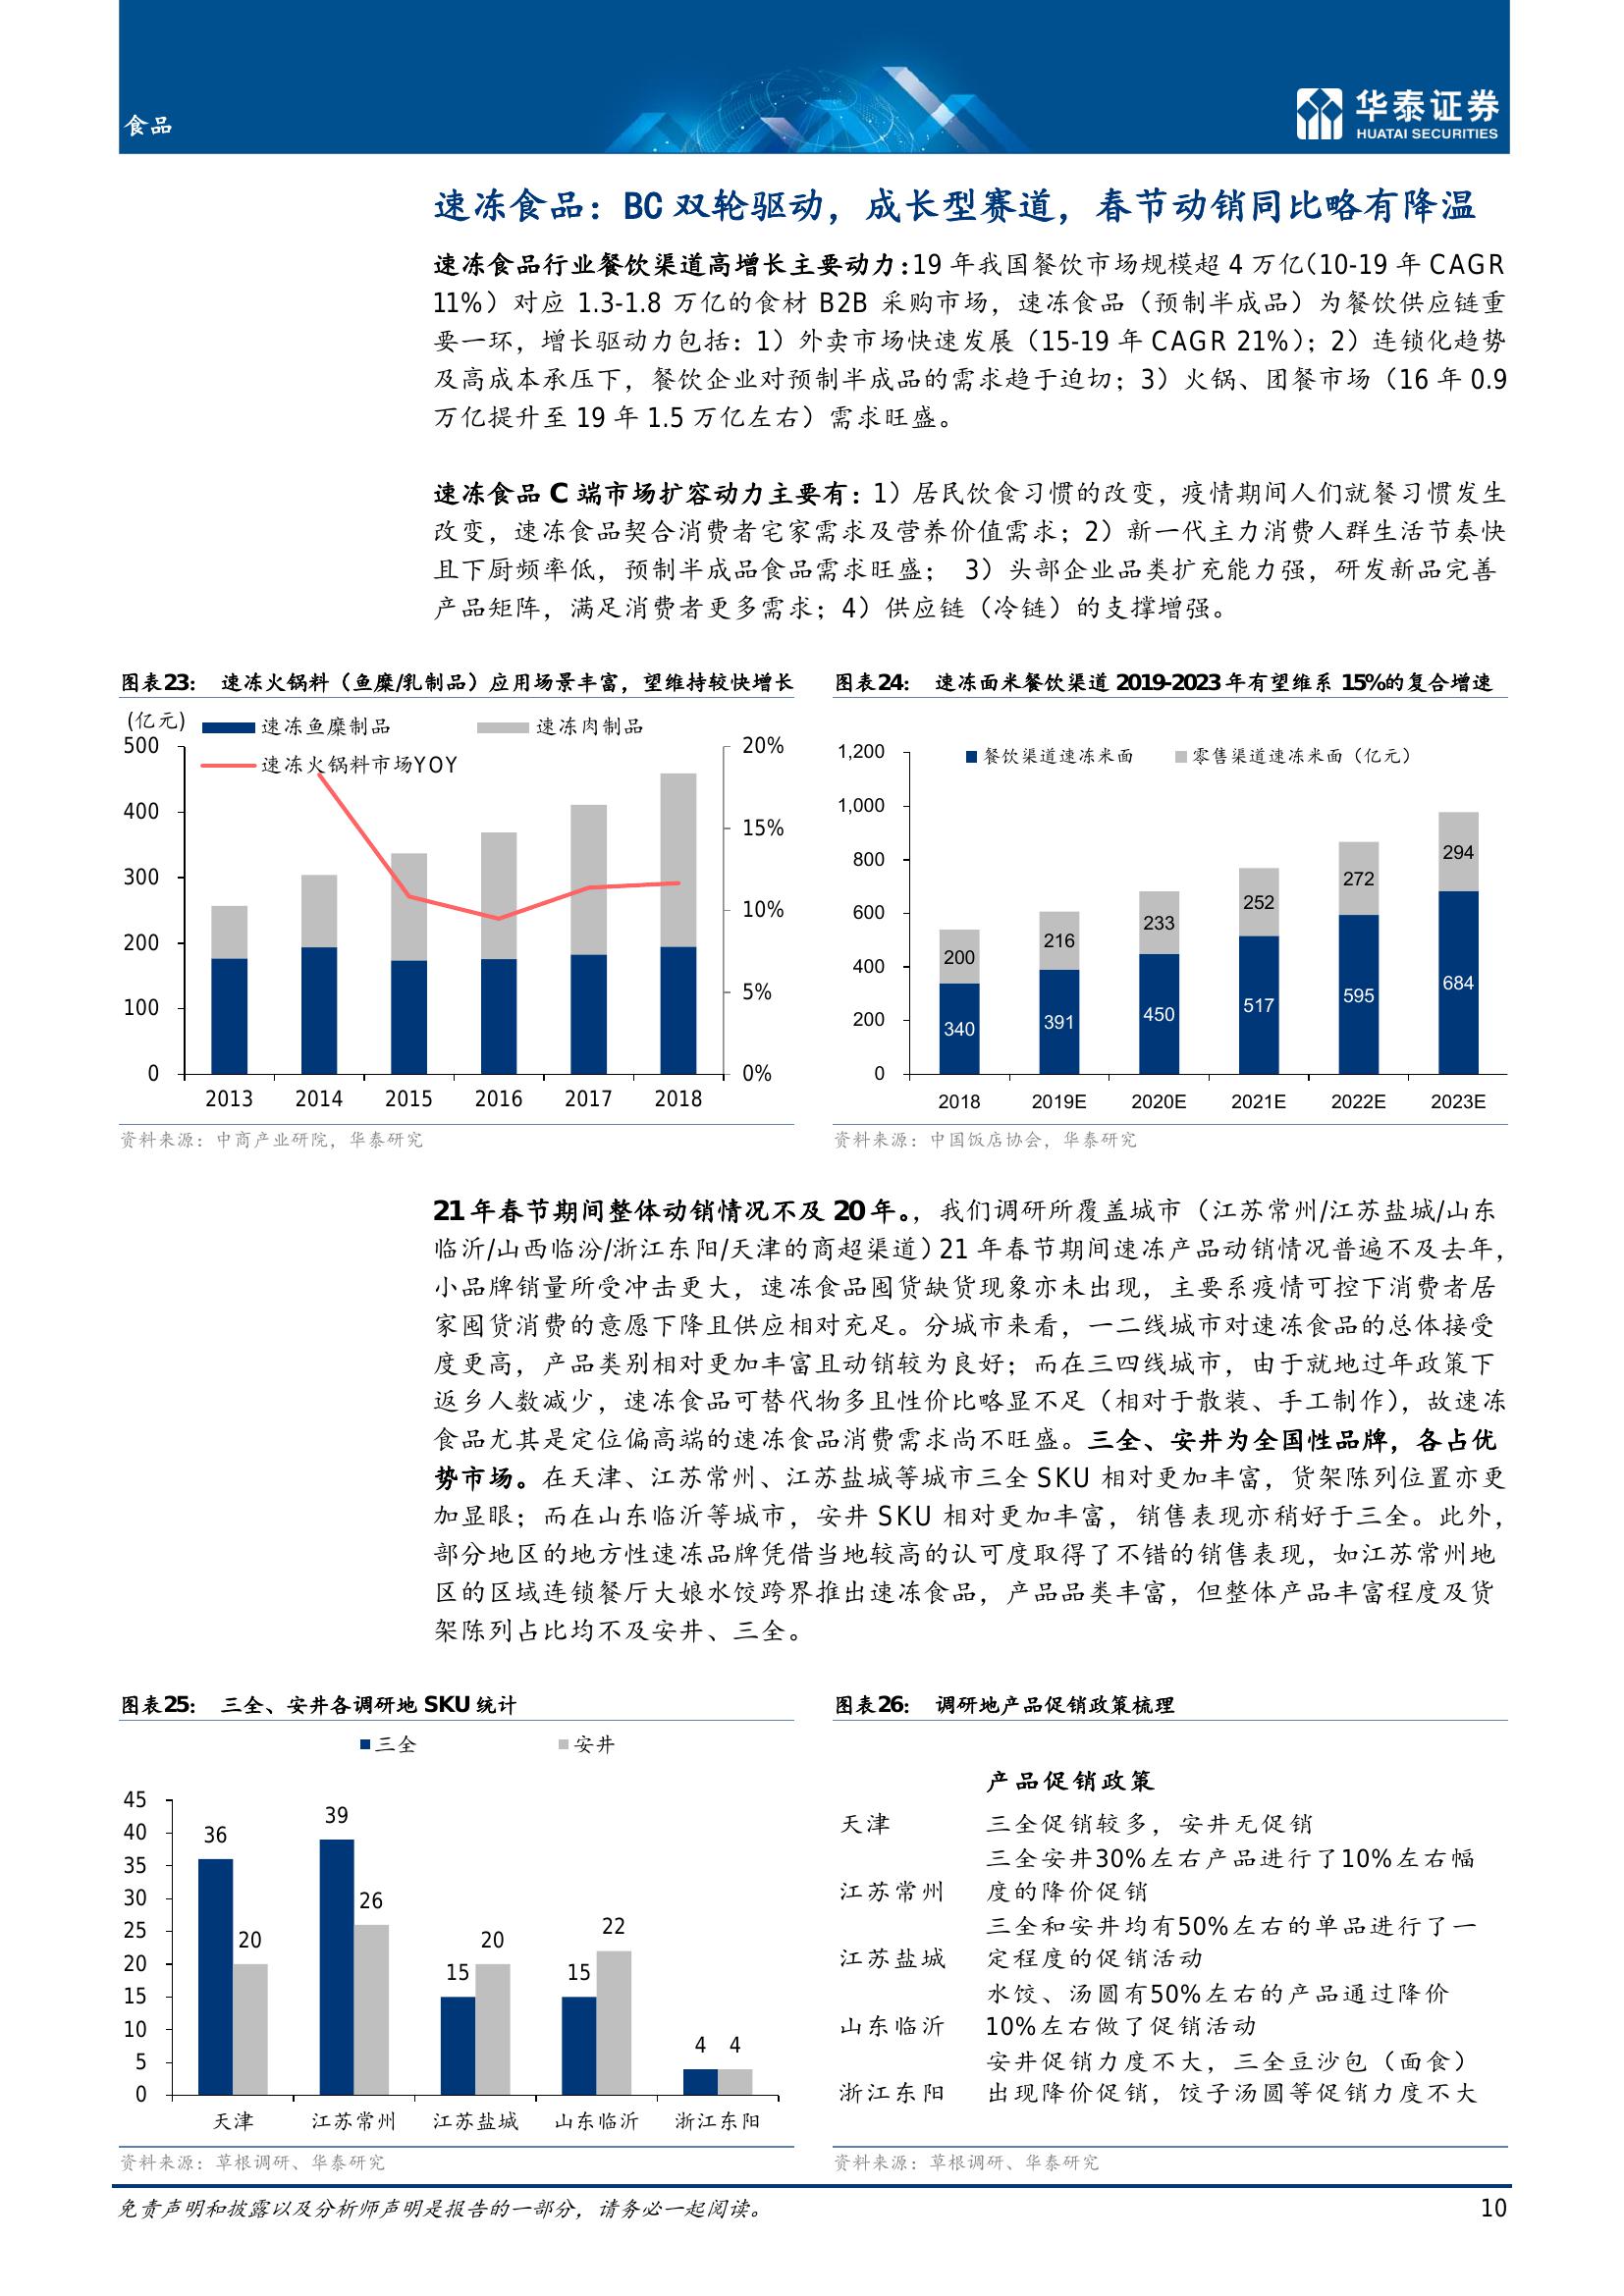 食品
华泰证券
HUATAI SECURITIES
速冻食品：BC 双轮驱动，成长型赛道，春节动销同比略有降温
速冻食品行业餐饮渠道高增长主要动力：19 年我国餐饮市场规模超 4 万亿（10-19 年 CAGR
11%）对应 1.3-1.8 万亿的食材 B2B 采购市场，速冻食品（预制半成品）为餐饮供应链重
要一环，增长驱动力包括：1）外卖市场快速发展（15-19 年 CAGR 21%）；2）连锁化趋势
及高成本承压下，餐饮企业对预制半成品的需求趋于迫切；3）火锅、团餐市场（16 年 0.9
万亿提升至 19 年 1.5 万亿左右）需求旺盛。
速冻食品 C 端市场扩容动力主要有：1）居民饮食习惯的改变，疫情期间人们就餐习惯发生
改变，速冻食品契合消费者宅家需求及营养价值需求；2）新一代主力消费人群生活节奏快
且下厨频率低，预制半成品食品需求旺盛； 3）头部企业品类扩充能力强，研发新品完善
产品矩阵，满足消费者更多需求；4）供应链（冷链）的支撑增强。
图表23： 速冻火锅料（鱼糜/乳制品）应用场景丰富，望维持较快增长
(亿元)
速冻鱼糜制品
速冻肉制品
速冻火锅料市场YOY
500
400
300
200
100
0
20%
15%
10%
5%
0%
2013 2014 2015 2016 2017 2018
资料来源：中商产业研院，华泰研究
图表24： 速冻面米餐饮渠道 2019-2023 年有望维系 15%的复合增速
餐饮渠道速冻米面
零售渠道速冻米面（亿元）
1,200
1,000
800
600
400
200
0
200 216 233 252 272 294
340 391 450 517 595 684
2018 2019E 2020E 2021E 2022E 2023E
资料来源：中国饭店协会，华泰研究
21 年春节期间整体动销情况不及 20 年。，我们调研所覆盖城市（江苏常州/江苏盐城/山东
临沂/山西临汾/浙江东阳/天津的商超渠道）21 年春节期间速冻产品动销情况普遍不及去年，
小品牌销量所受冲击更大，速冻食品囤货缺货现象亦未出现，主要系疫情可控下消费者居
家囤货消费的意愿下降且供应相对充足。分城市来看，一二线城市对速冻食品的总体接受
度更高，产品类别相对更加丰富且动销较为良好；而在三四线城市，由于就地过年政策下
返乡人数减少，速冻食品可替代物多且性价比略显不足（相对于散装、手工制作），故速冻
食品尤其是定位偏高端的速冻食品消费需求尚不旺盛。三全、安井为全国性品牌，各占优
势市场。在天津、江苏常州、江苏盐城等城市三全 SKU 相对更加丰富，货架陈列位置亦更
加显眼；而在山东临沂等城市，安井 SKU 相对更加丰富，销售表现亦稍好于三全。此外，
部分地区的地方性速冻品牌凭借当地较高的认可度取得了不错的销售表现，如江苏常州地
区的区域连锁餐厅大娘水饺跨界推出速冻食品，产品品类丰富，但整体产品丰富程度及货
架陈列占比均不及安井、三全。
图表25： 三全、安井各调研地 SKU 统计
三全
安井
45
40
35
30
25
20
15
10
5
0
36 20 39 26 15 20 15 22 4 4
天津 江苏常州 江苏盐城 山东临沂 浙江东阳
资料来源：草根调研、华泰研究
图表26： 调研地产品促销政策梳理
产品促销政策
天津 三全促销较多，安井无促销
三全安井30%左右产品进行了10%左右幅
江苏常州 度的降价促销
三全和安井均有50%左右的单品进行了一
江苏盐城 定程度的促销活动
水饺、汤圆有50%左右的产品通过降价
山东临沂 10%左右做了促销活动
安井促销力度不大，三全豆沙包（面食）
浙江东阳 出现降价促销，饺子汤圆等促销力度不大
资料来源：草根调研、华泰研究
免责声明和披露以及分析师声明是报告的一部分，请务必一起阅读。
10